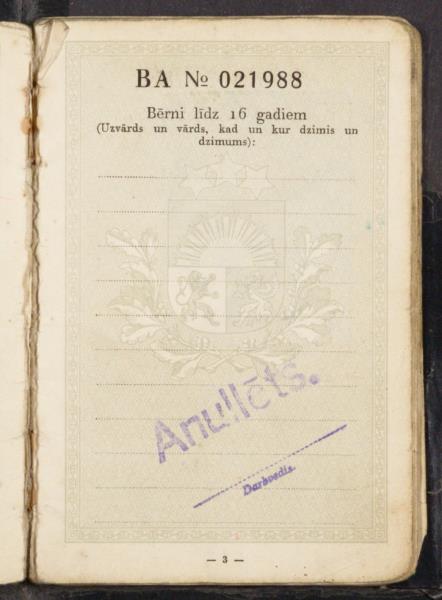 BA № 021988
Bērni līdz 16 gadiem
(Uzvārds un vārds, kad un kur dzimis un
dzimums):
Anullēts.
Darbvedis.
— 3 —